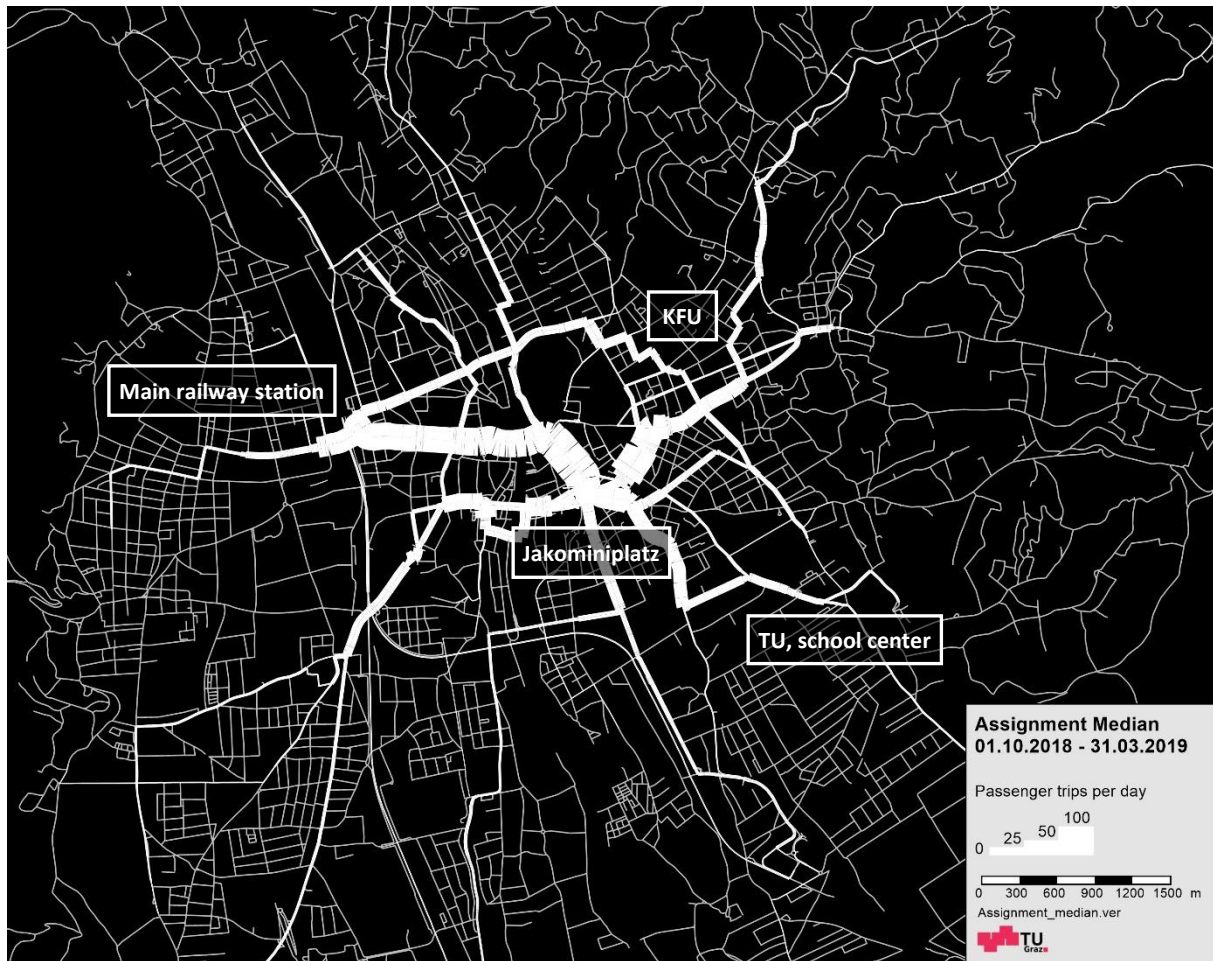 KFU
Main railway station
Jakominiplatz
TU, school center
Assignment Median
01.10.2018 - 31.03.2019
Passenger trips per day
0 25 50 100
0 300 600 900 1200 1500 m
Assignment_median.ver
TU
Graz